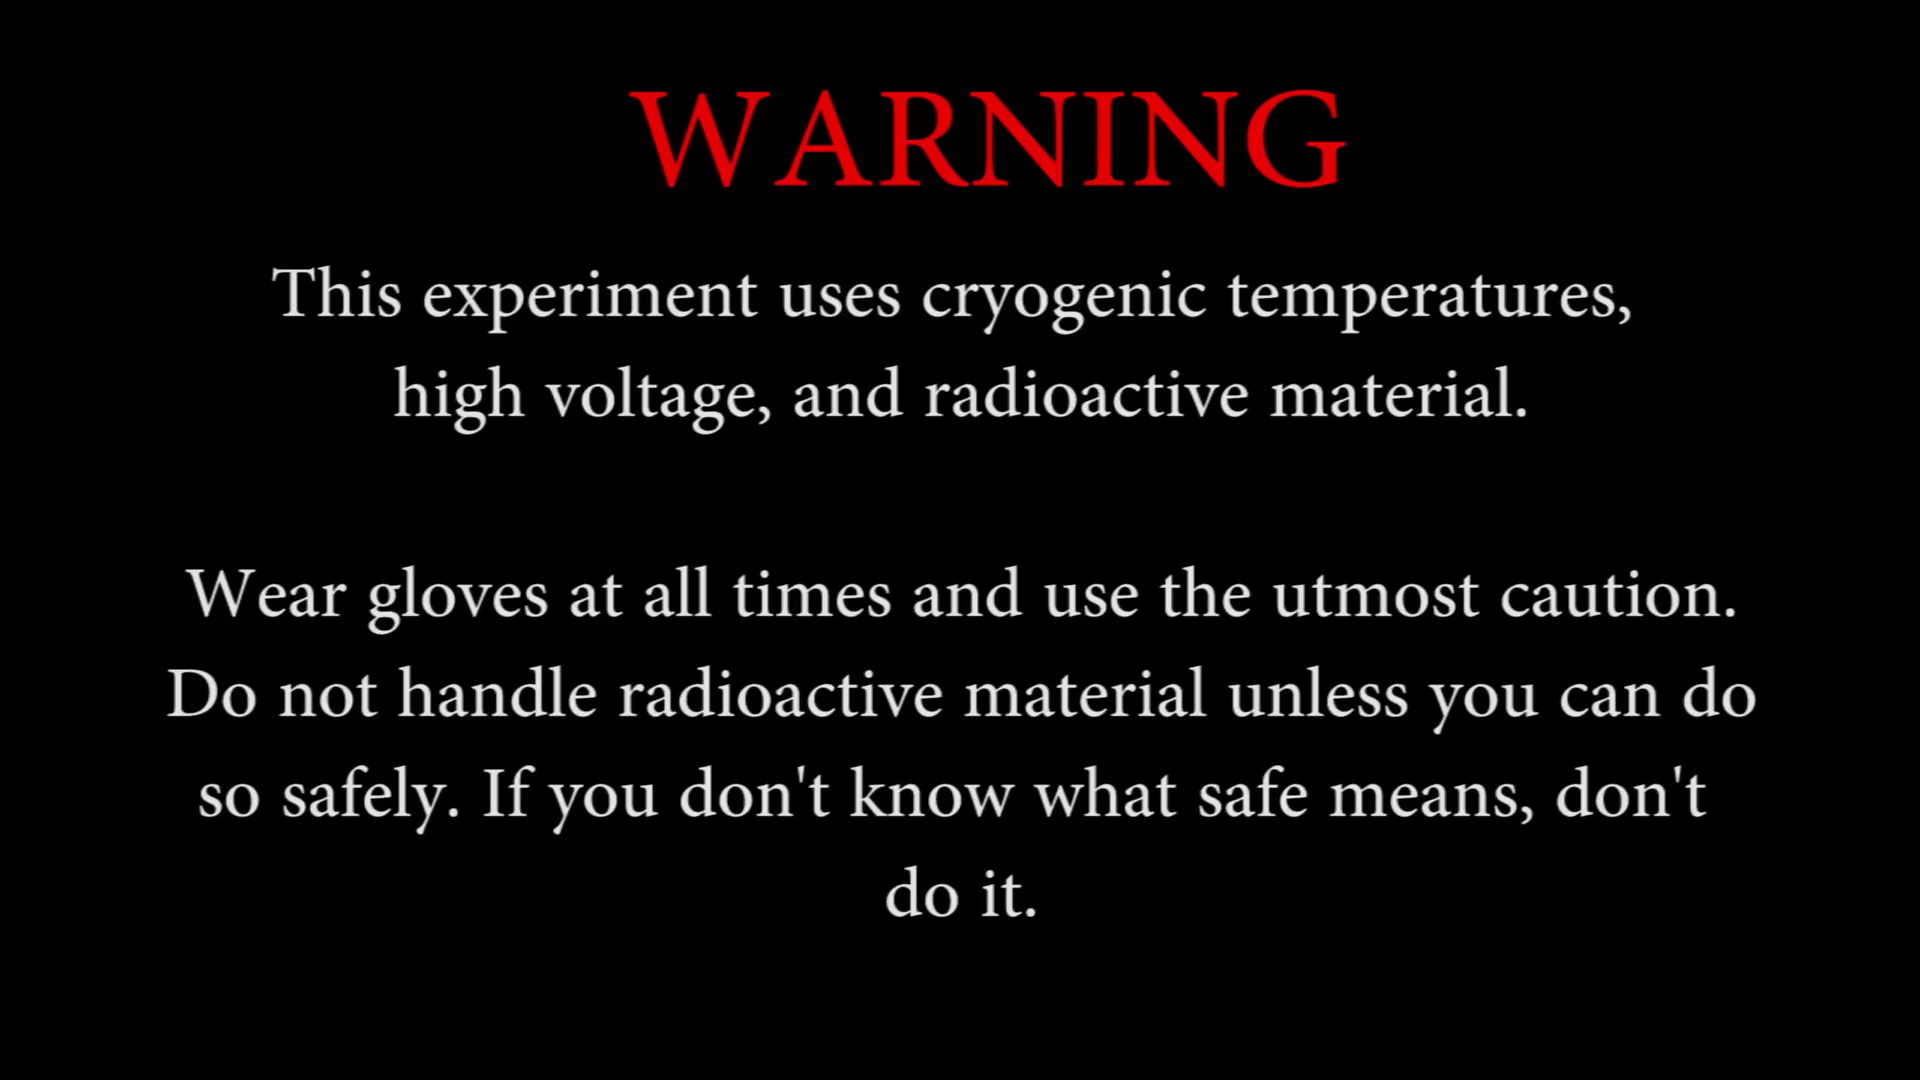 WARNING
This experiment uses cryogenic temperatures,
high voltage, and radioactive material.
Wear gloves at all times and use the utmost caution.
Do not handle radioactive material unless you can do
so safely. If you don't know what safe means, don't
do it.